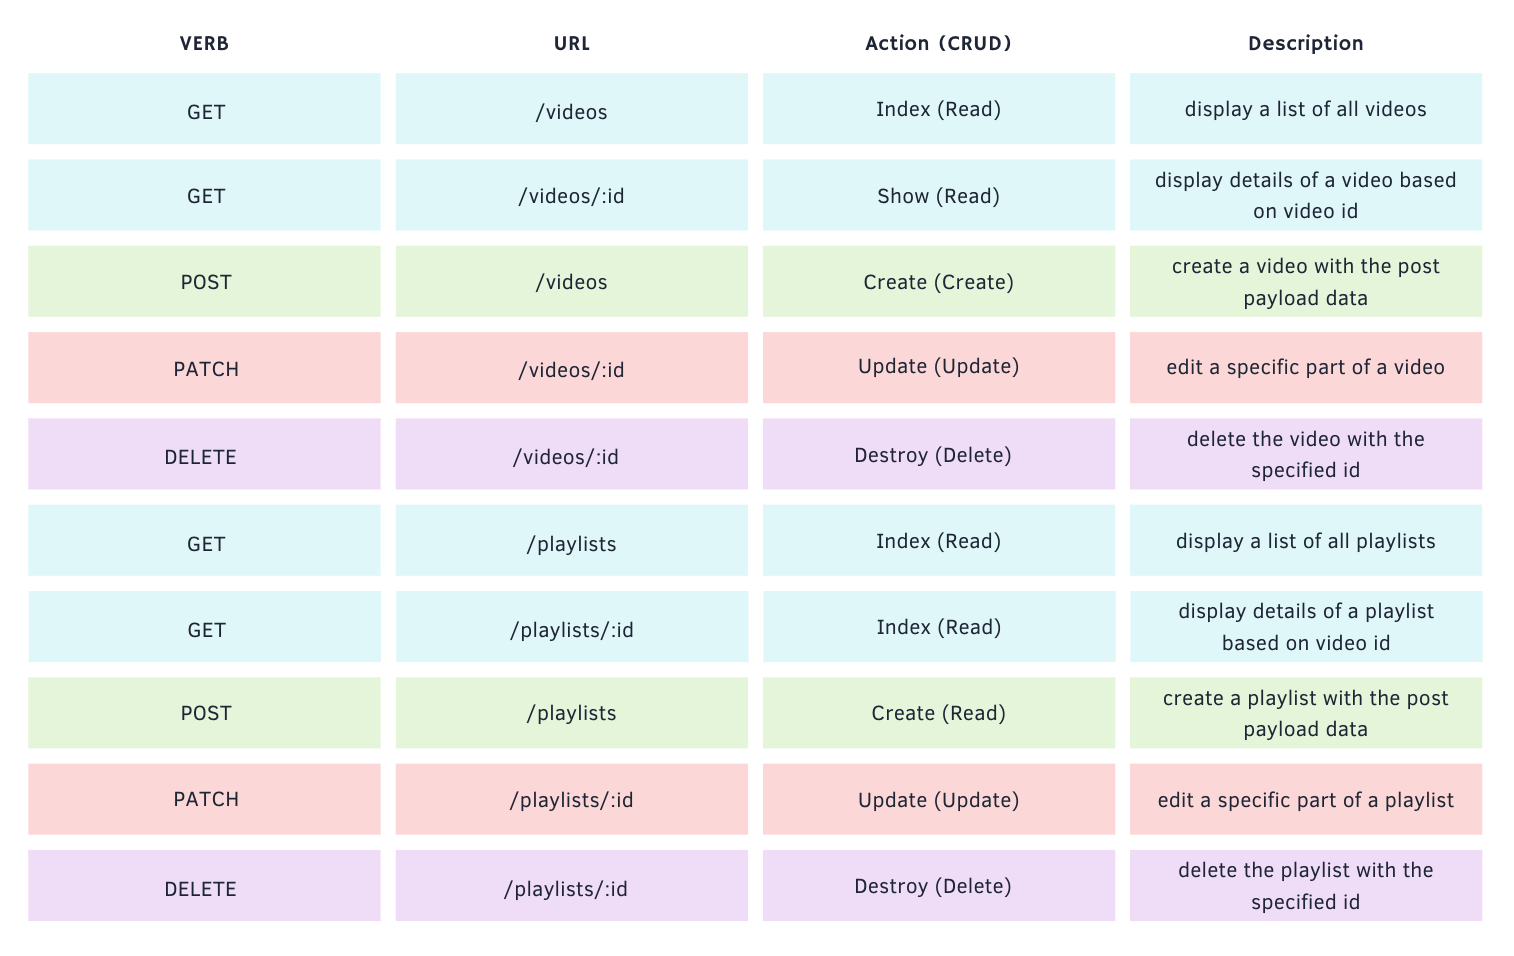 VERB URL Action (CRUD) Description
GET /videos Index (Read) display a list of all videos
GET /videos/:id Show (Read) display details of a video based
on video id
POST /videos Create (Create) create a video with the post
payload data
PATCH /videos/:id Update (Update) edit a specific part of a video
DELETE /videos/:id Destroy (Delete) delete the video with the
specified id
GET /playlists Index (Read) display a list of all playlists
GET /playlists/:id Index (Read) display details of a playlist
based on video id
POST /playlists Create (Read) create a playlist with the post
payload data
PATCH /playlists/:id Update (Update) edit a specific part of a playlist
DELETE /playlists/:id Destroy (Delete) delete the playlist with the
specified id